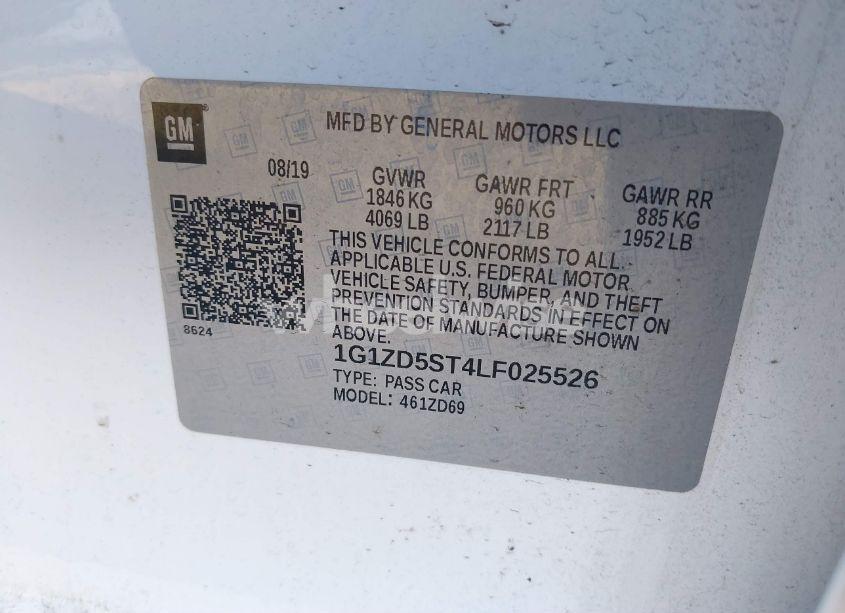 GM
MFD BY GENERAL MOTORS LLC
08/19
GVWR GAWR FRT GAWR RR
1846 KG 960 KG 885 KG
4069 LB 2117 LB 1952 LB
THIS VEHICLE CONFORMS TO ALL
APPLICABLE U.S. FEDERAL MOTOR
VEHICLE SAFETY, BUMPER, AND THEFT
PREVENTION STANDARDS IN EFFECT ON
THE DATE OF MANUFACTURE SHOWN
ABOVE.
8624
1G1ZD5ST4LF025526
TYPE: PASS CAR
MODEL: 461ZD69